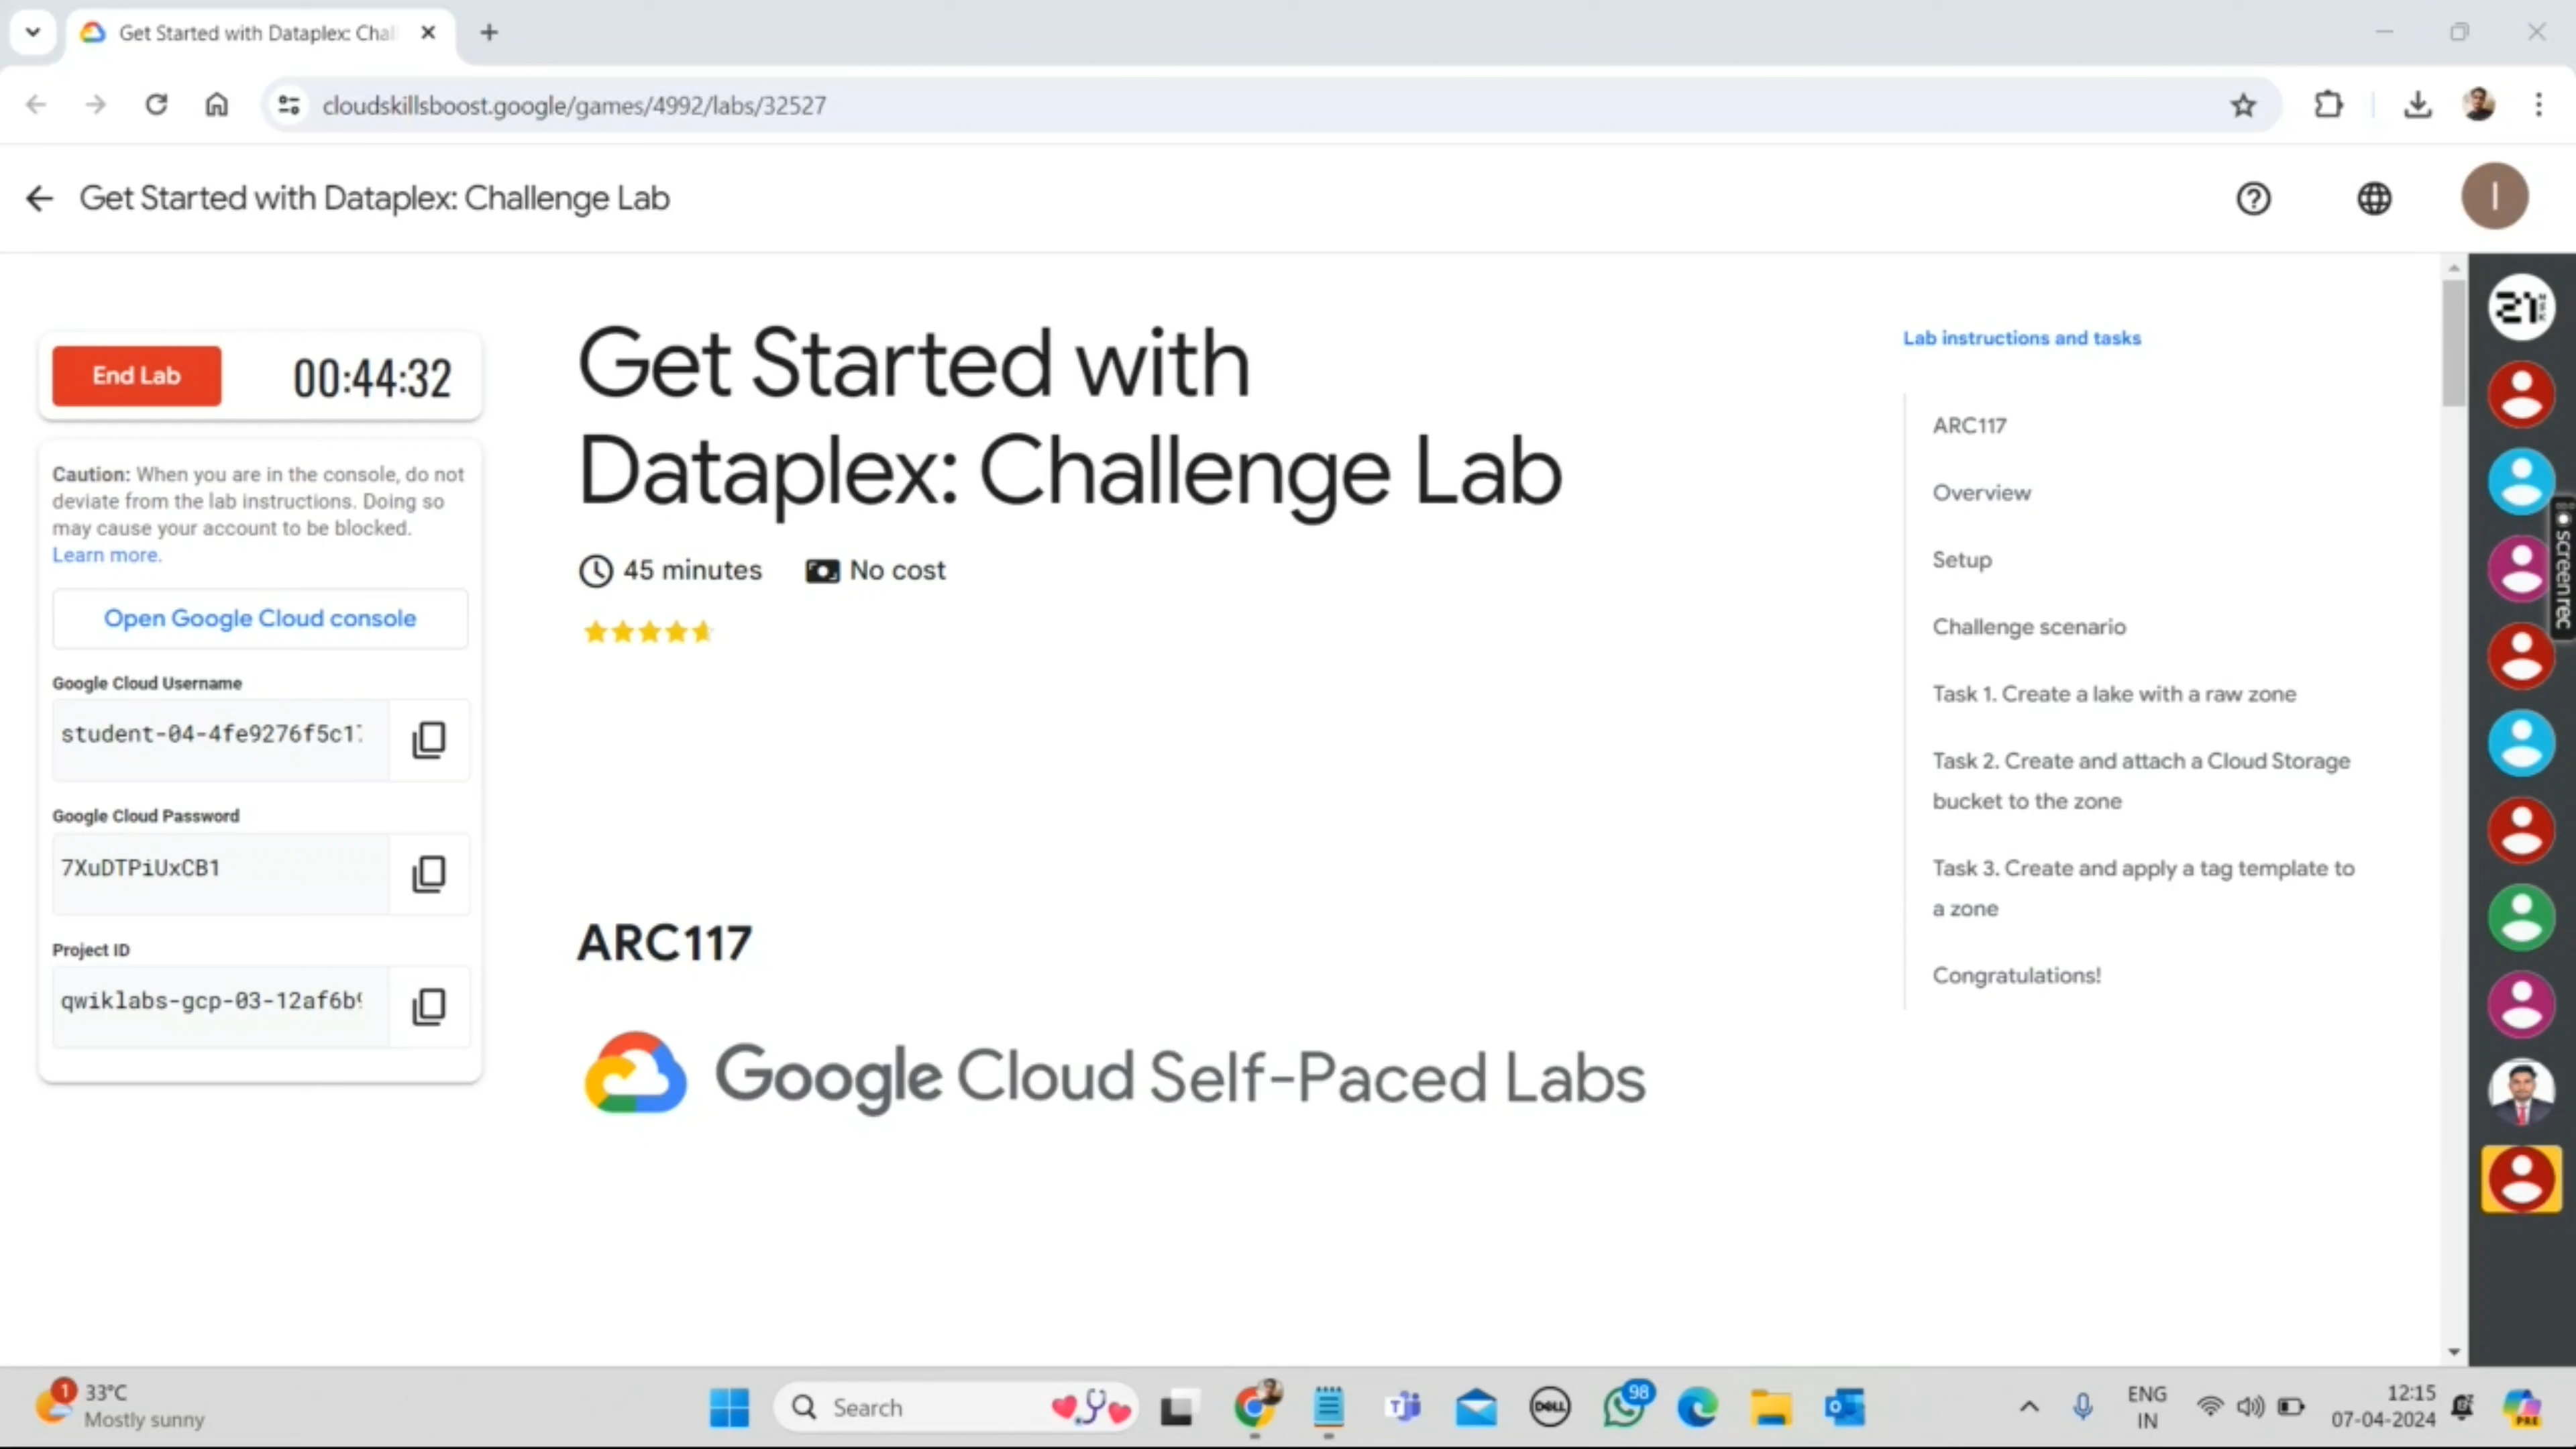 Get Started with Dataplex: Chal
cloudskillsboost.google/games/4992/labs/32527
Get Started with Dataplex: Challenge Lab
I
End Lab
00:44:32
Caution: When you are in the console, do not
deviate from the lab instructions. Doing so
may cause your account to be blocked.
Learn more.
Open Google Cloud console
Google Cloud Username
student-04-4fe9276f5c17
Google Cloud Password
7XuDTPiUxCB1
Project ID
qwiklabs-gcp-03-12af6b9
Get Started with
Dataplex: Challenge Lab
45 minutes
No cost
ARC117
Google Cloud Self-Paced Labs
Lab instructions and tasks
ARC117
Overview
Setup
Challenge scenario
Task 1. Create a lake with a raw zone
Task 2. Create and attach a Cloud Storage
bucket to the zone
Task 3. Create and apply a tag template to
a zone
Congratulations!
21
screenrec
1
33°C
Mostly sunny
Search
DELL
98
ENG
IN
12:15
07-04-2024
PRE